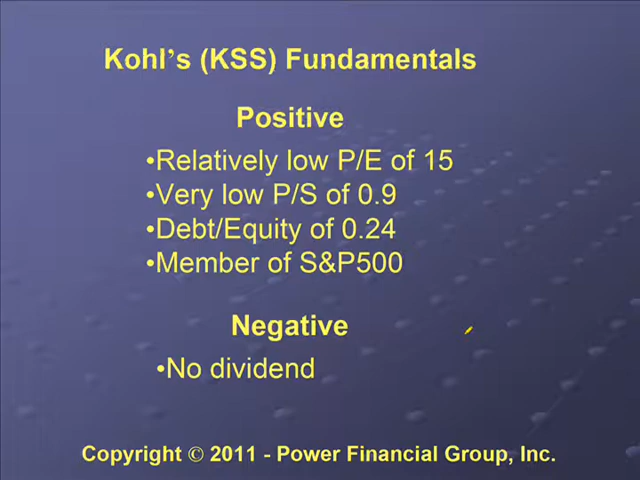 Kohl's (KSS) Fundamentals
Positive
•Relatively low P/E of 15
•Very low P/S of 0.9
•Debt/Equity of 0.24
•Member of S&P500
Negative
•No dividend
Copyright © 2011 - Power Financial Group, Inc.